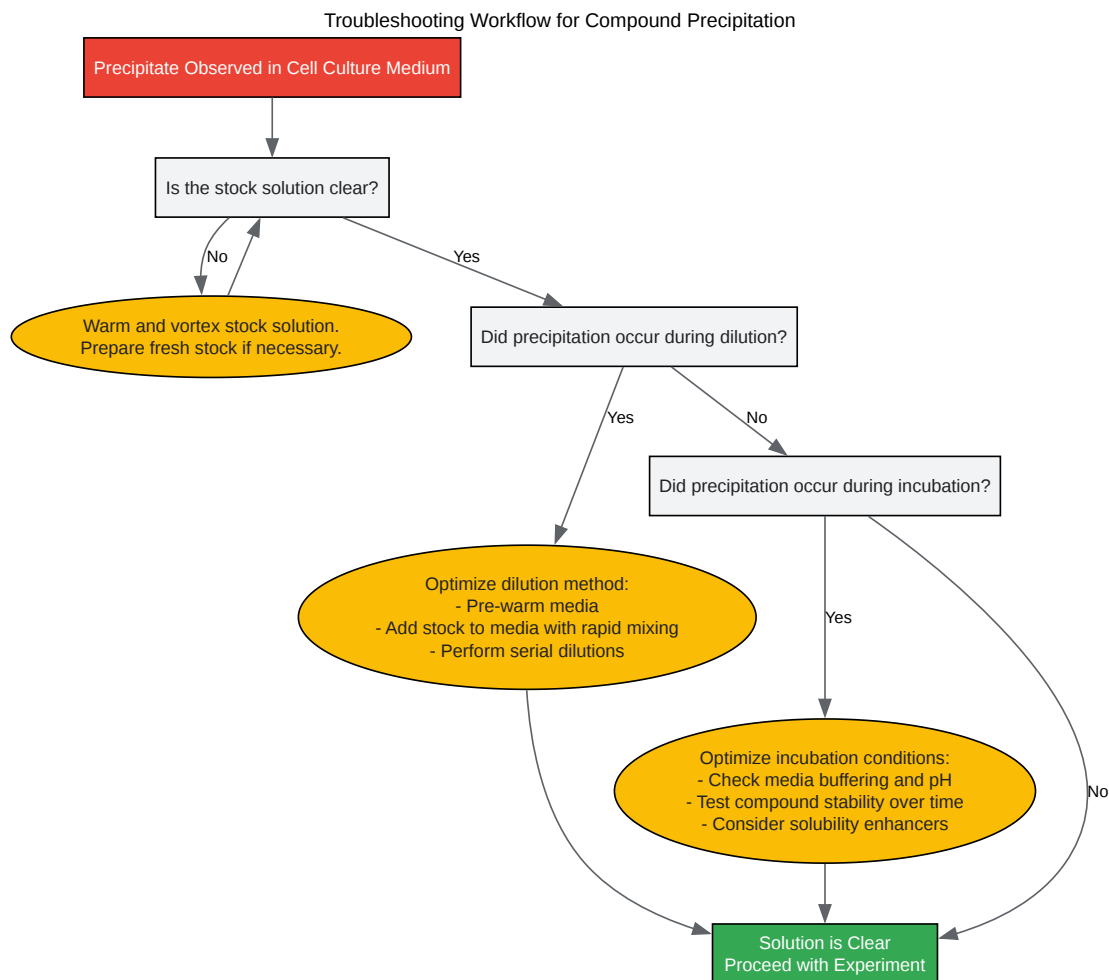 Troubleshooting Workflow for Compound Precipitation
Precipitate Observed in Cell Culture Medium
Is the stock solution clear?
No
Yes
Warm and vortex stock solution.
Prepare fresh stock if necessary.
Did precipitation occur during dilution?
Yes
No
Did precipitation occur during incubation?
Optimize dilution method:
- Pre-warm media
- Add stock to media with rapid mixing
- Perform serial dilutions
Yes
No
Optimize incubation conditions:
- Check media buffering and pH
- Test compound stability over time
- Consider solubility enhancers
Solution is Clear
Proceed with Experiment